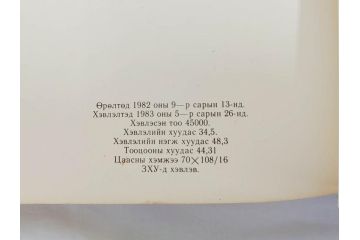 Өрөлтөд 1982 оны 9—р сарын 13-нд.
Хэвлэлтэд 1983 оны 5—р сарын 26-нд.
Хэвлэсэн тоо 45000.
Хэвлэлийн хуудас 34,5.
Хэвлэлийн нэгж хуудас 48,3
Тооцооны хуудас 44,31
Цаасны хэмжээ 70×108/16
ЗХУ-д хэвлэв.